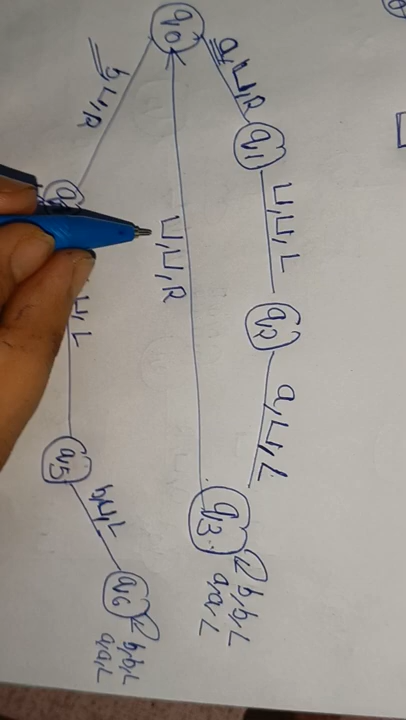 q0
a,⊔,R
q1
⊔,⊔,L
q2
a,⊔,L
q3
b,b,L
a,a,L
⊔,⊔,R
b,⊔,R
⊔,L
q5
b,⊔,L
q6
b,b,L
a,a,L